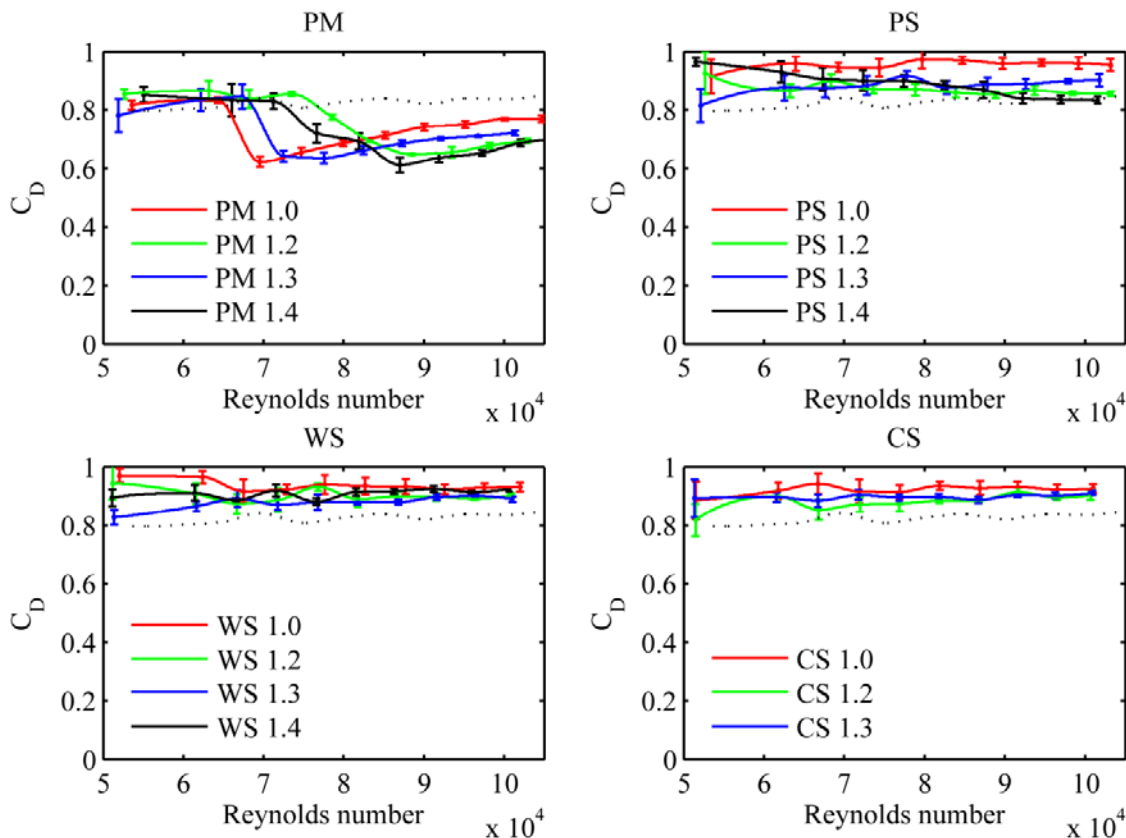 PM
1
0.8
0.6
0.4
0.2
0
C_D
PM 1.0
PM 1.2
PM 1.3
PM 1.4
5 6 7 8 9 10
Reynolds number
x 10^4
PS
1
0.8
0.6
0.4
0.2
0
C_D
PS 1.0
PS 1.2
PS 1.3
PS 1.4
5 6 7 8 9 10
Reynolds number
x 10^4
WS
1
0.8
0.6
0.4
0.2
0
C_D
WS 1.0
WS 1.2
WS 1.3
WS 1.4
5 6 7 8 9 10
Reynolds number
x 10^4
CS
1
0.8
0.6
0.4
0.2
0
C_D
CS 1.0
CS 1.2
CS 1.3
5 6 7 8 9 10
Reynolds number
x 10^4